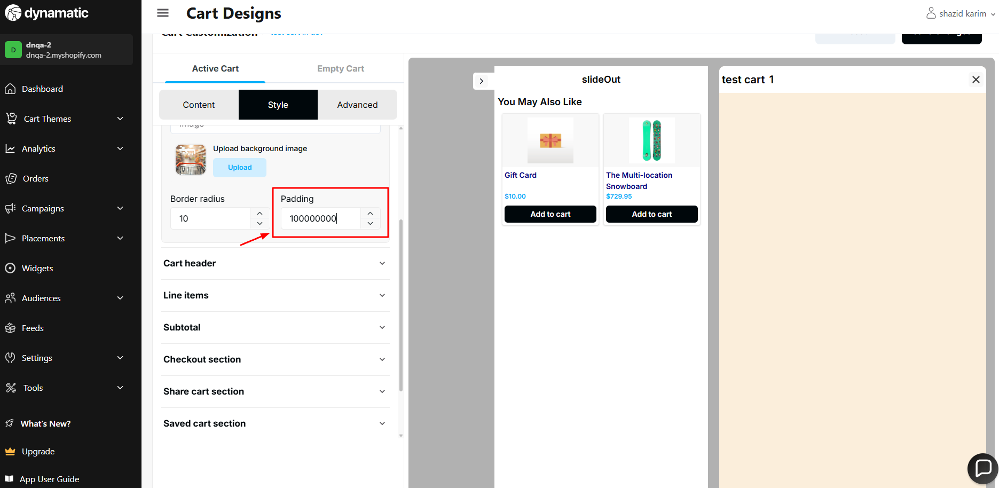 dynamatic
Cart Designs
shazid karim
D
dnqa-2
dnqa-2.myshopify.com
Dashboard
Cart Themes
Analytics
Orders
Campaigns
Placements
Widgets
Audiences
Feeds
Settings
Tools
What's New?
Upgrade
App User Guide
Cart Customization
Active Cart
Empty Cart
Content
Style
Advanced
Image
Upload background image
Upload
Border radius
Padding
10
100000000
Cart header
Line items
Subtotal
Checkout section
Share cart section
Saved cart section
slideOut
You May Also Like
Gift Card
$10.00
Add to cart
The Multi-location
Snowboard
$729.95
Add to cart
test cart 1